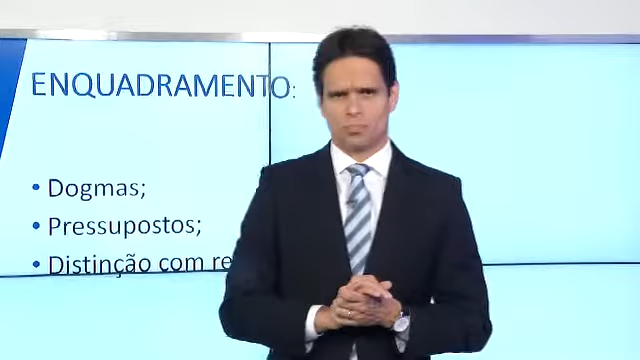 ENQUADRAMENTO:
• Dogmas;
• Pressupostos;
• Distinção com